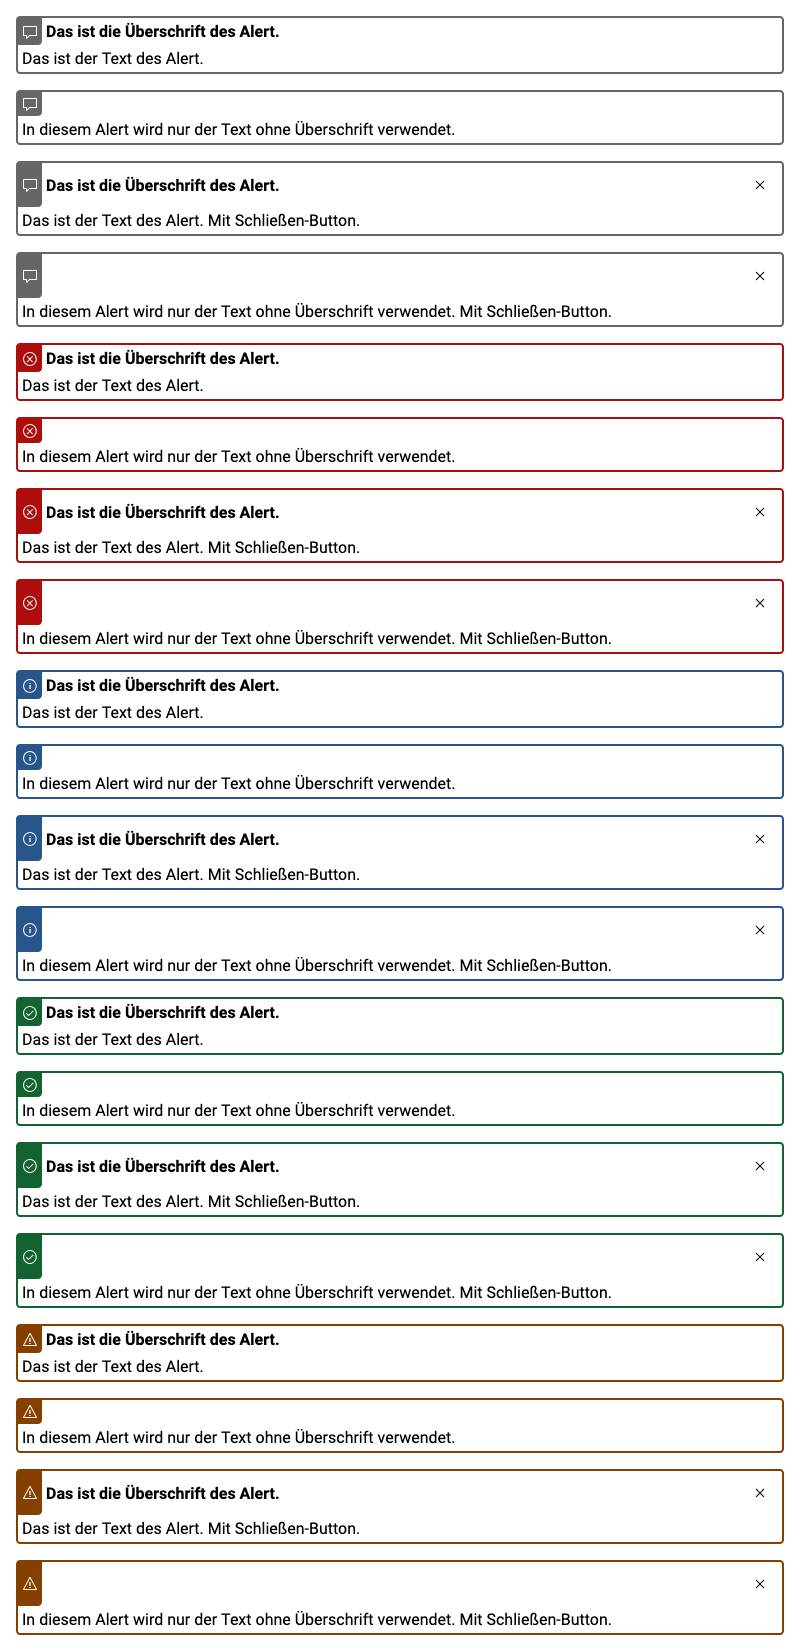 Das ist die Überschrift des Alert.
Das ist der Text des Alert.
In diesem Alert wird nur der Text ohne Überschrift verwendet.
Das ist die Überschrift des Alert.
Das ist der Text des Alert. Mit Schließen-Button.
In diesem Alert wird nur der Text ohne Überschrift verwendet. Mit Schließen-Button.
Das ist die Überschrift des Alert.
Das ist der Text des Alert.
In diesem Alert wird nur der Text ohne Überschrift verwendet.
Das ist die Überschrift des Alert.
Das ist der Text des Alert. Mit Schließen-Button.
In diesem Alert wird nur der Text ohne Überschrift verwendet. Mit Schließen-Button.
Das ist die Überschrift des Alert.
Das ist der Text des Alert.
In diesem Alert wird nur der Text ohne Überschrift verwendet.
Das ist die Überschrift des Alert.
Das ist der Text des Alert. Mit Schließen-Button.
In diesem Alert wird nur der Text ohne Überschrift verwendet. Mit Schließen-Button.
Das ist die Überschrift des Alert.
Das ist der Text des Alert.
In diesem Alert wird nur der Text ohne Überschrift verwendet.
Das ist die Überschrift des Alert.
Das ist der Text des Alert. Mit Schließen-Button.
In diesem Alert wird nur der Text ohne Überschrift verwendet. Mit Schließen-Button.
Das ist die Überschrift des Alert.
Das ist der Text des Alert.
In diesem Alert wird nur der Text ohne Überschrift verwendet.
Das ist die Überschrift des Alert.
Das ist der Text des Alert. Mit Schließen-Button.
In diesem Alert wird nur der Text ohne Überschrift verwendet. Mit Schließen-Button.